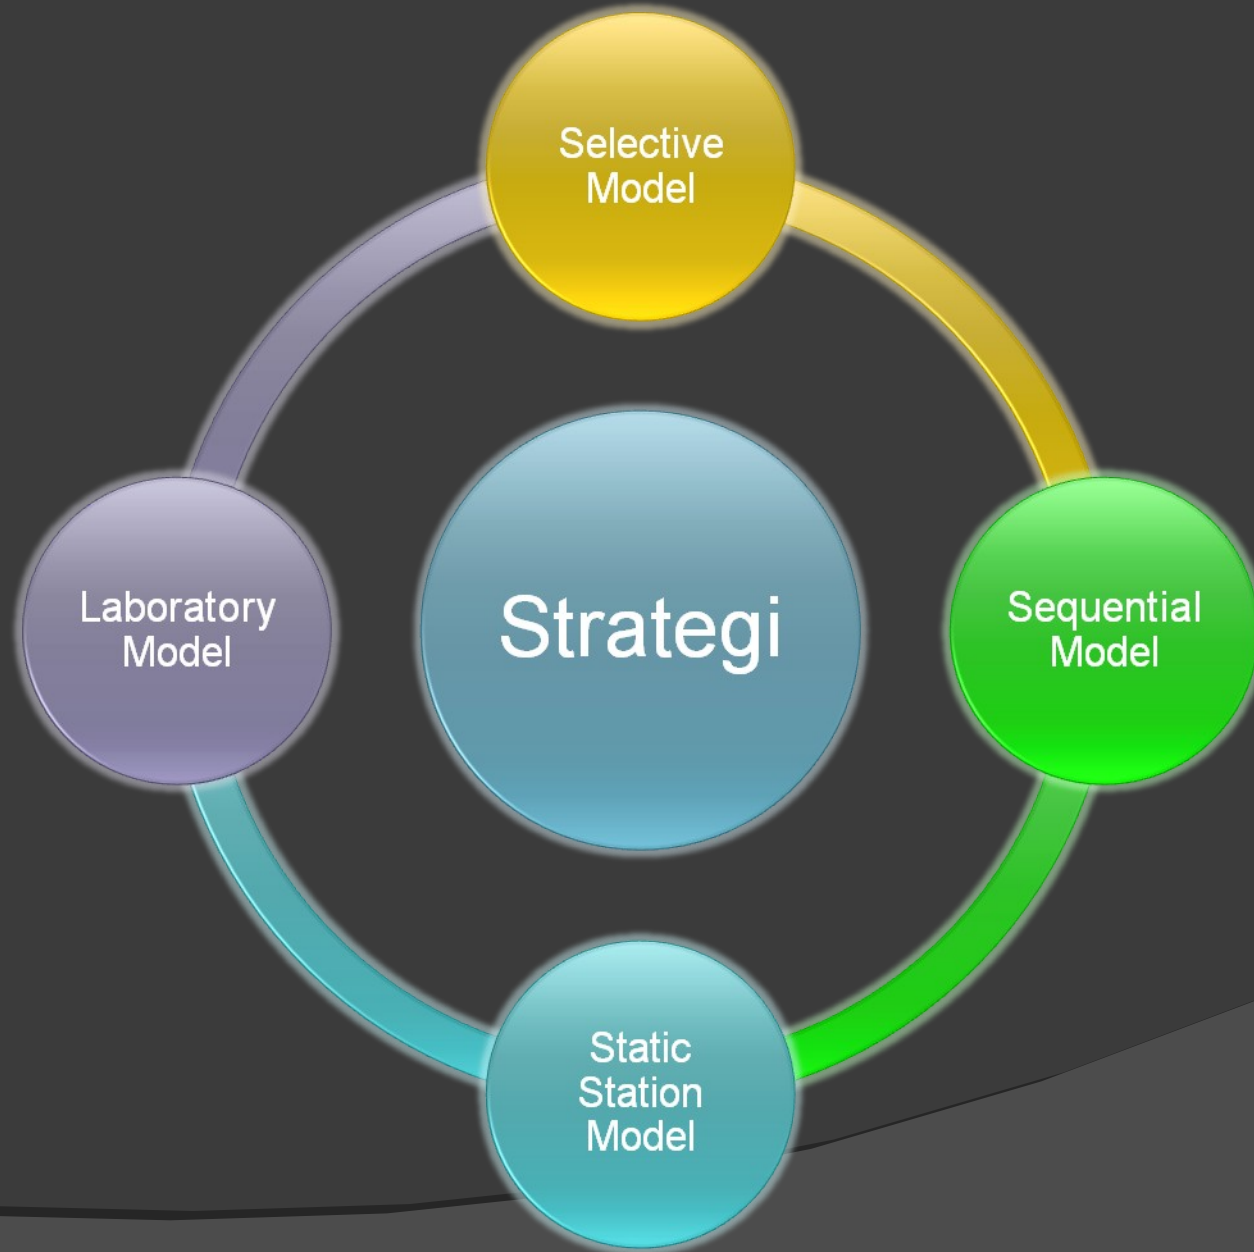 Selective
Model
Laboratory
Model
Strategi
Sequential
Model
Static
Station
Model